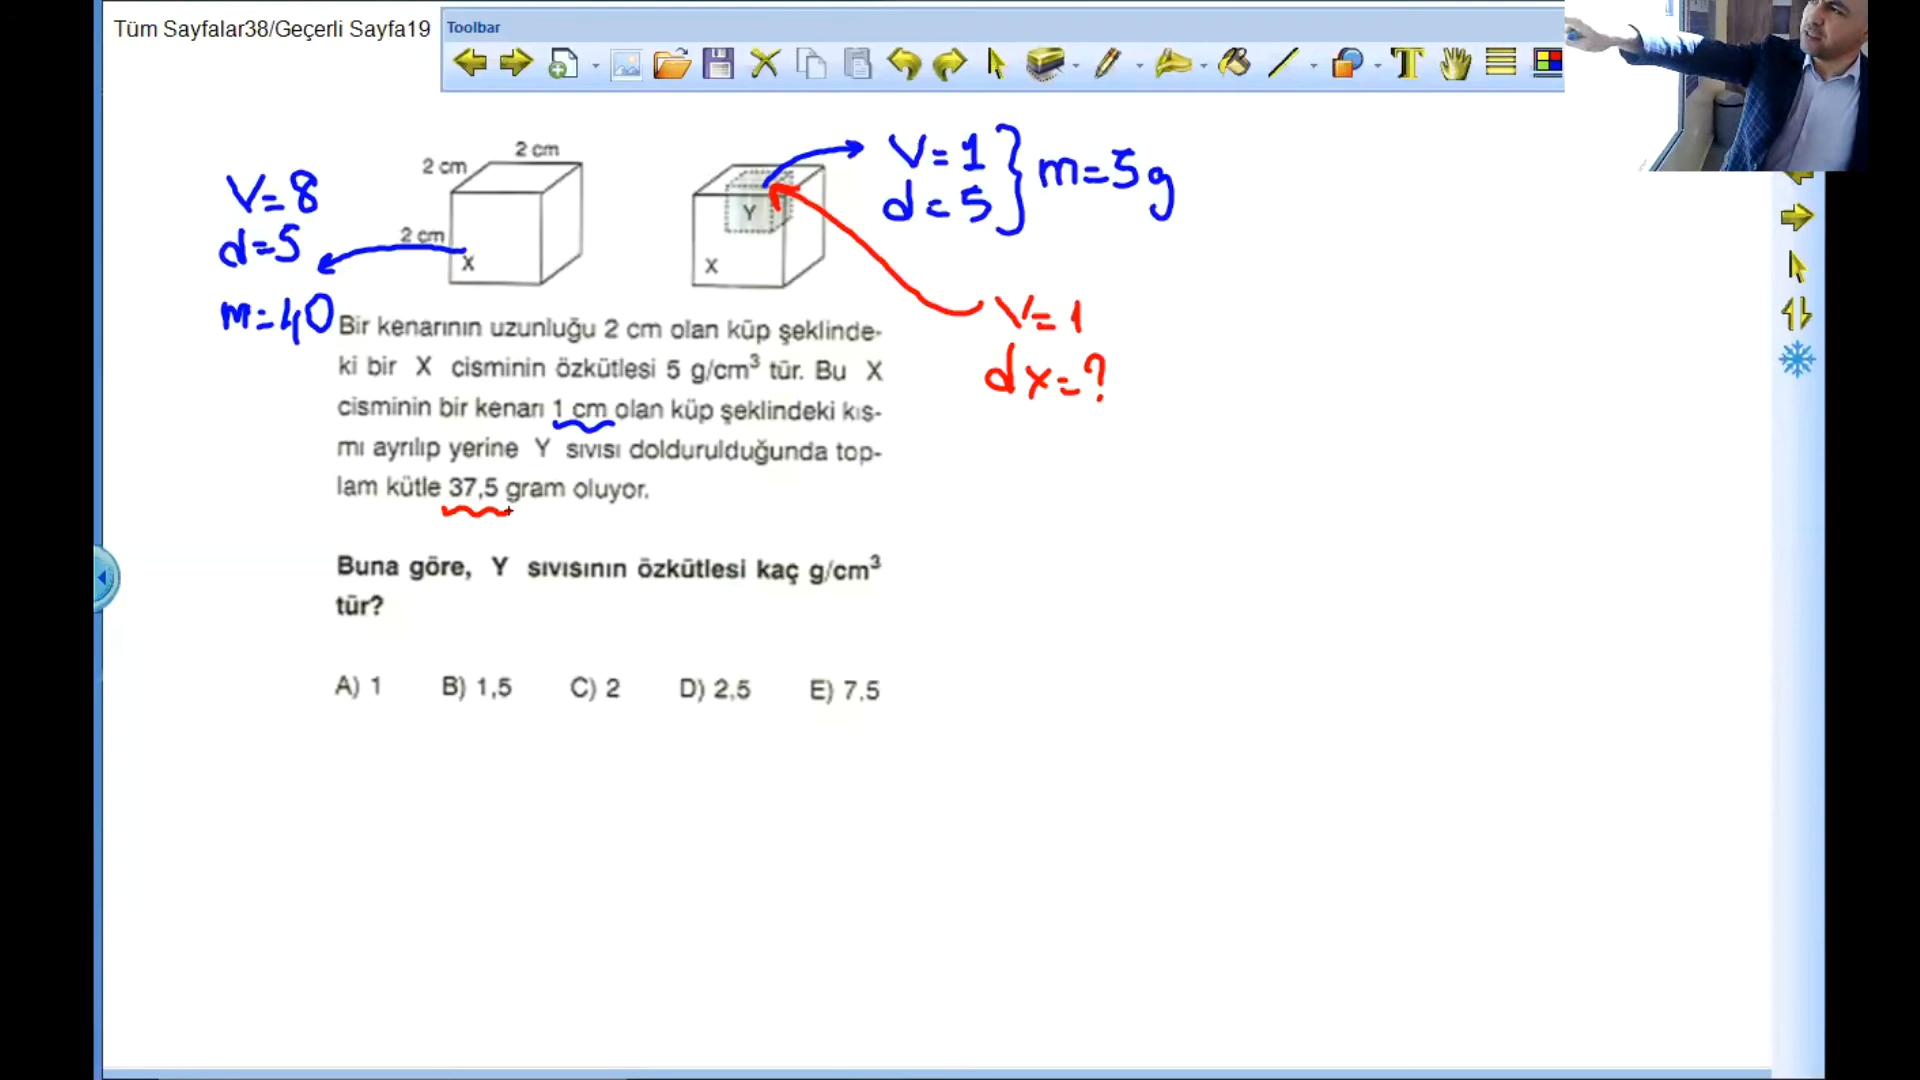 Tüm Sayfalar38/Geçerli Sayfa19
Toolbar
2 cm
2 cm
2 cm
X
Y
X
V=8
d=5
m=40
V=1
d=5
m=5g
V=1
dx=?
Bir kenarının uzunluğu 2 cm olan küp şeklinde-
ki bir X cisminin özkütlesi 5 g/cm³ tür. Bu X
cisminin bir kenarı 1 cm olan küp şeklindeki kıs-
mı ayrılıp yerine Y sıvısı doldurulduğunda top-
lam kütle 37,5 gram oluyor.
Buna göre, Y sıvısının özkütlesi kaç g/cm³
tür?
A) 1 B) 1,5 C) 2 D) 2,5 E) 7,5